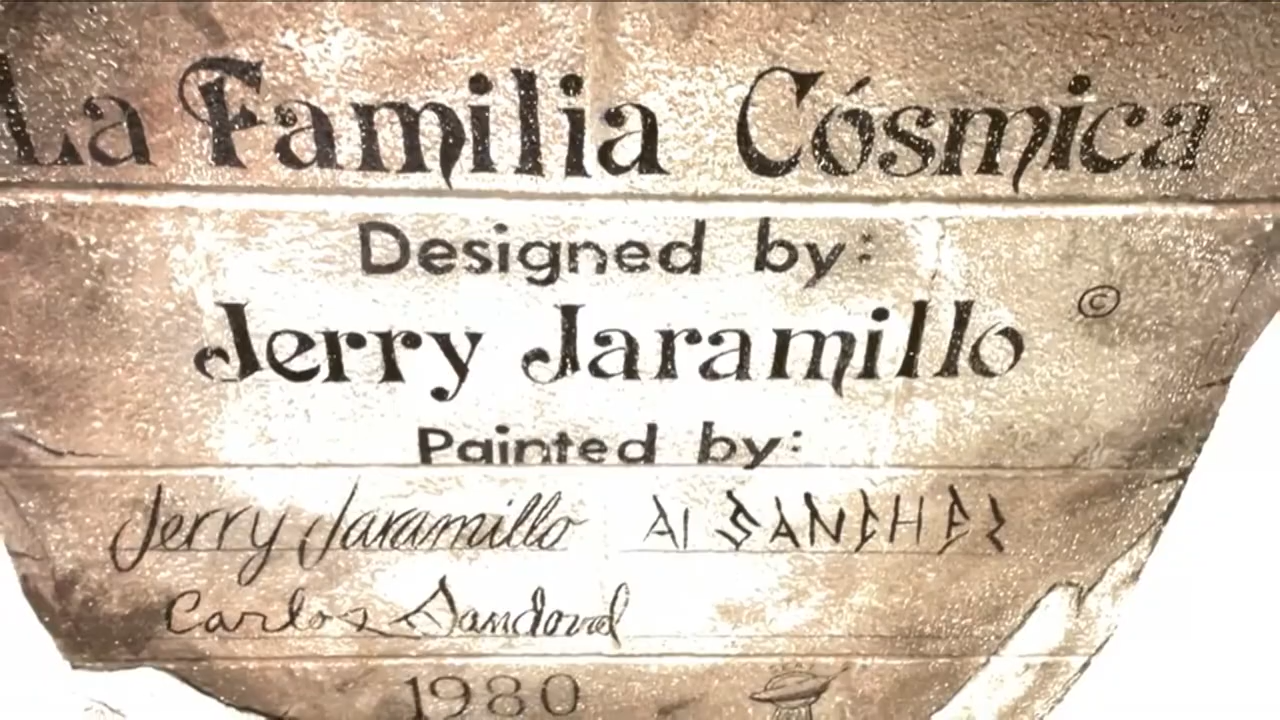 La Familia Cósmica
Designed by:
Jerry Jaramillo ©
Painted by:
Jerry Jaramillo Al SANCHEZ
Carlos Sandoval
1980